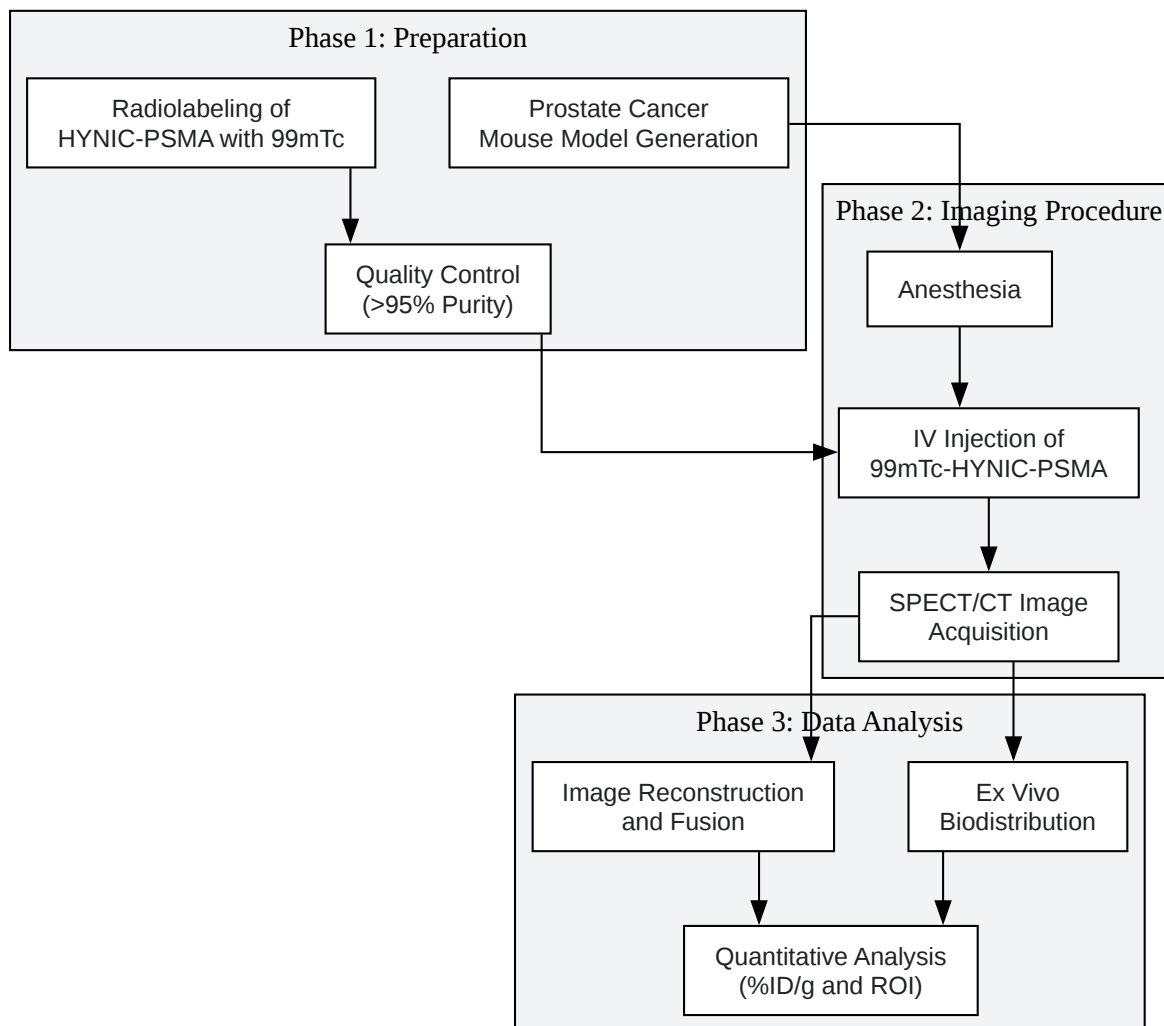 Phase 1: Preparation
Radiolabeling of
HYNIC-PSMA with 99mTc
Prostate Cancer
Mouse Model Generation
Quality Control
(>95% Purity)
Phase 2: Imaging Procedure
Anesthesia
IV Injection of
99mTc-HYNIC-PSMA
SPECT/CT Image
Acquisition
Phase 3: Data Analysis
Image Reconstruction
and Fusion
Ex Vivo
Biodistribution
Quantitative Analysis
(%ID/g and ROI)